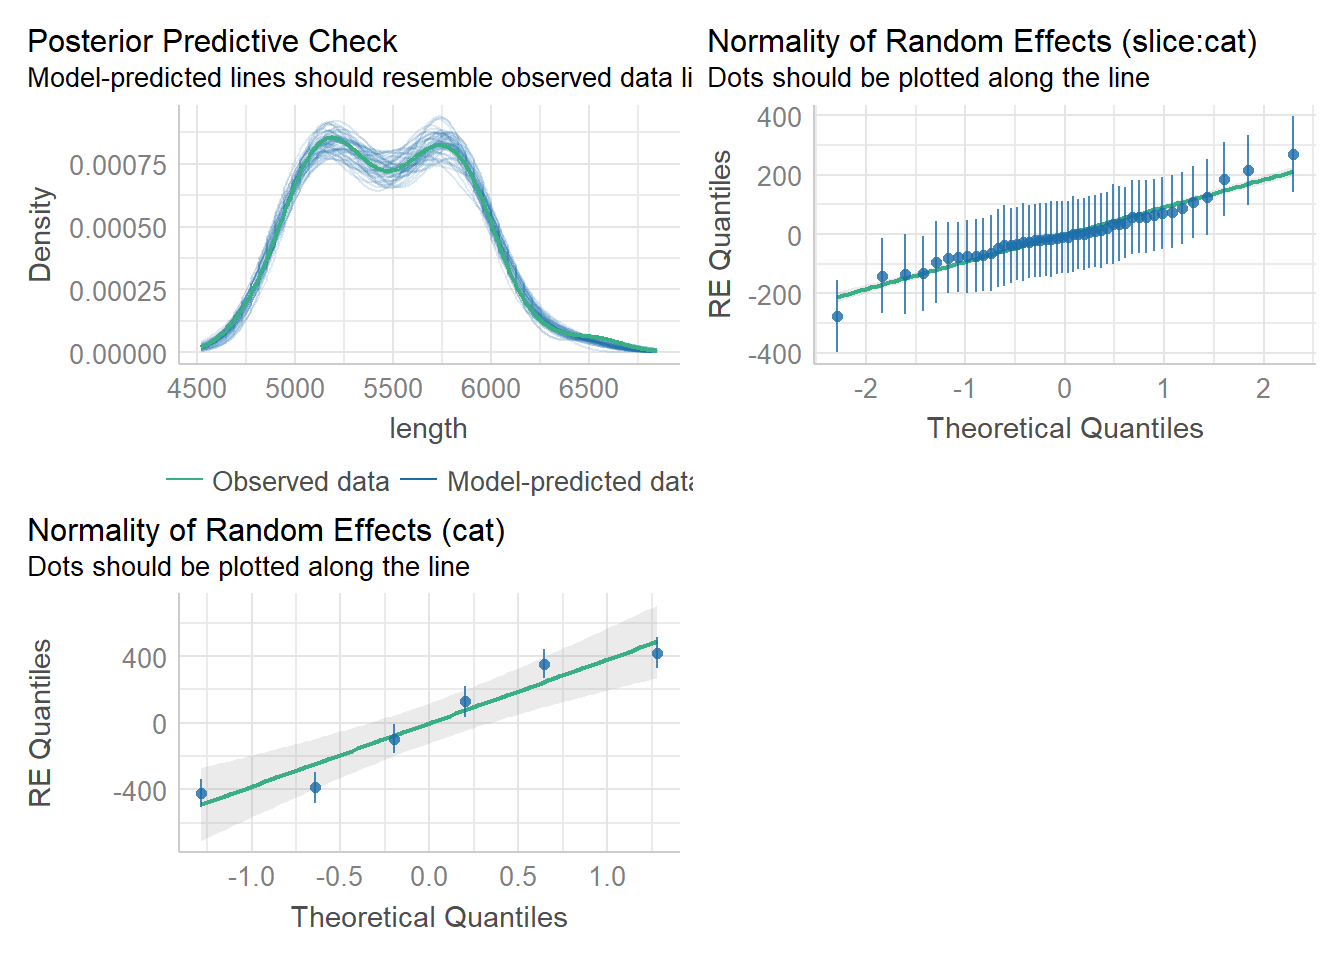 Posterior Predictive Check
Model-predicted lines should resemble observed data li
Density
0.00075
0.00050
0.00025
0.00000
4500 5000 5500 6000 6500
length
Observed data Model-predicted data
Normality of Random Effects (slice:cat)
Dots should be plotted along the line
RE Quantiles
400
200
0
-200
-400
-2 -1 0 1 2
Theoretical Quantiles
Normality of Random Effects (cat)
Dots should be plotted along the line
RE Quantiles
400
0
-400
-1.0 -0.5 0.0 0.5 1.0
Theoretical Quantiles